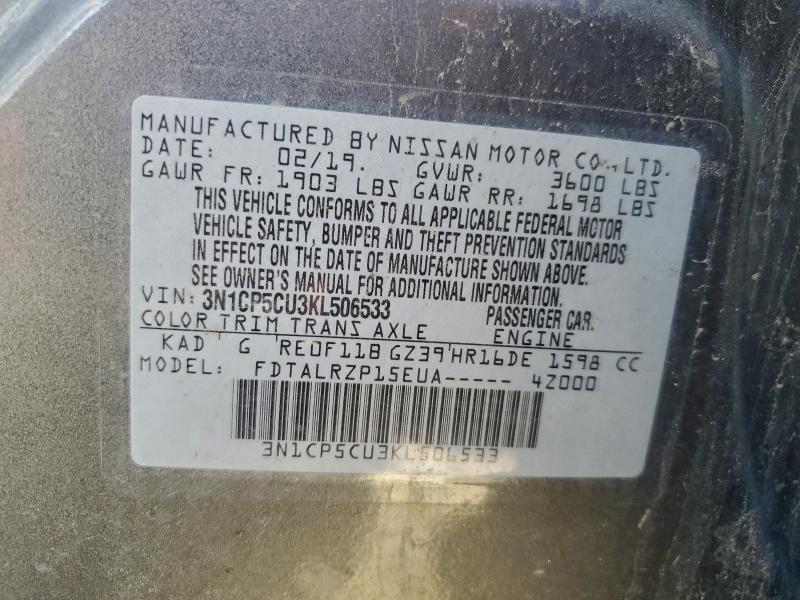 MANUFACTURED BY NISSAN MOTOR CO., LTD.
DATE: 02/19. GVWR: 3600 LBS
GAWR FR: 1903 LBS GAWR RR: 1698 LBS
THIS VEHICLE CONFORMS TO ALL APPLICABLE FEDERAL MOTOR
VEHICLE SAFETY, BUMPER AND THEFT PREVENTION STANDARDS
IN EFFECT ON THE DATE OF MANUFACTURE SHOWN ABOVE.
SEE OWNER'S MANUAL FOR ADDITIONAL INFORMATION.
VIN: 3N1CP5CU3KL506533 PASSENGER CAR.
COLOR TRIM TRANS AXLE ENGINE
KAD G RE0F11B GZ39 HR16DE 1598 CC
MODEL: FDTALRZP15EUA----- 4Z000
3N1CP5CU3KL506533